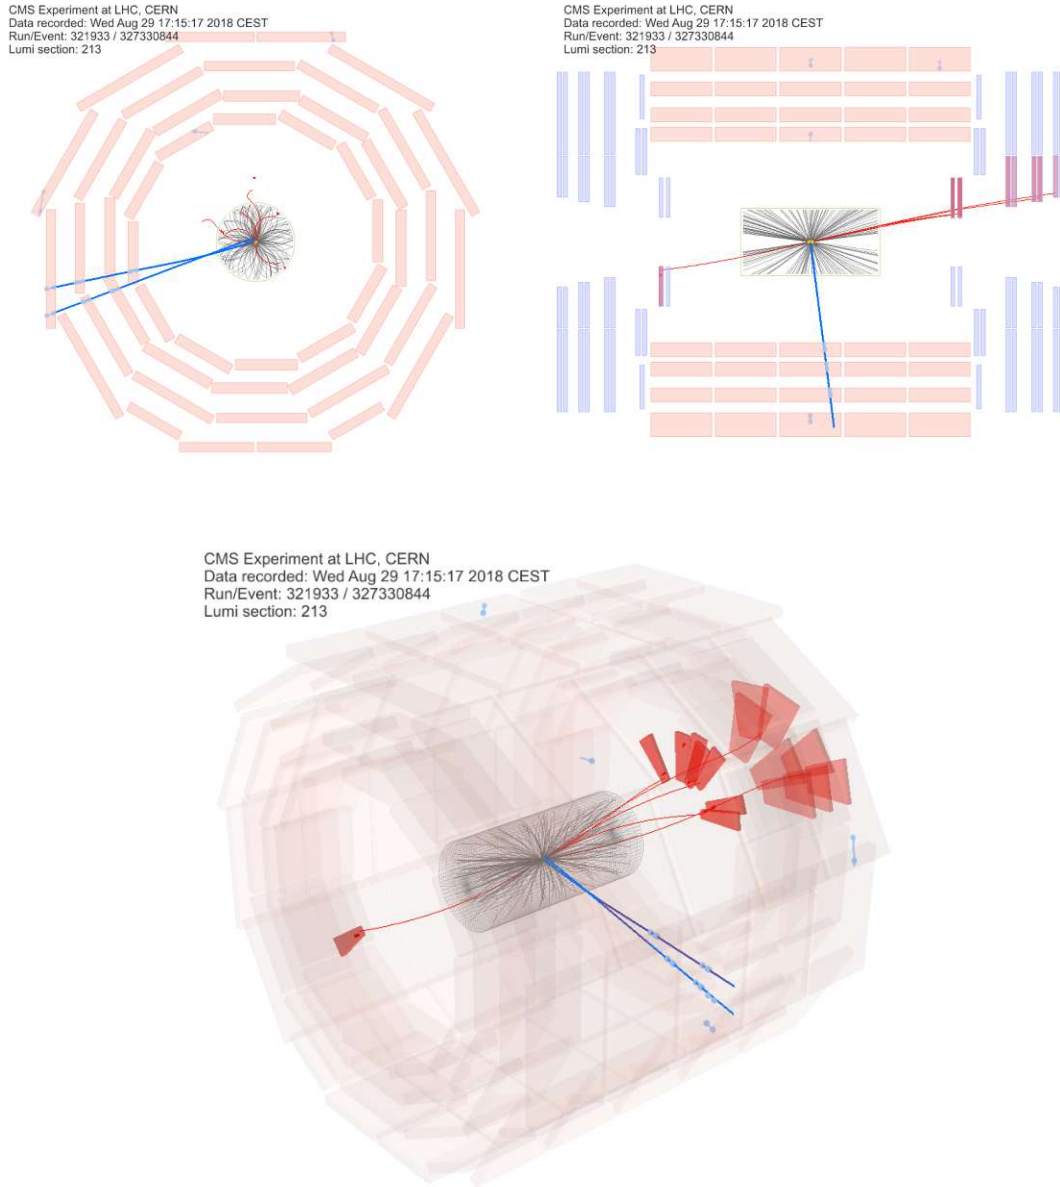 CMS Experiment at LHC, CERN
Data recorded: Wed Aug 29 17:15:17 2018 CEST
Run/Event: 321933 / 327330844
Lumi section: 213
CMS Experiment at LHC, CERN
Data recorded: Wed Aug 29 17:15:17 2018 CEST
Run/Event: 321933 / 327330844
Lumi section: 213
CMS Experiment at LHC, CERN
Data recorded: Wed Aug 29 17:15:17 2018 CEST
Run/Event: 321933 / 327330844
Lumi section: 213